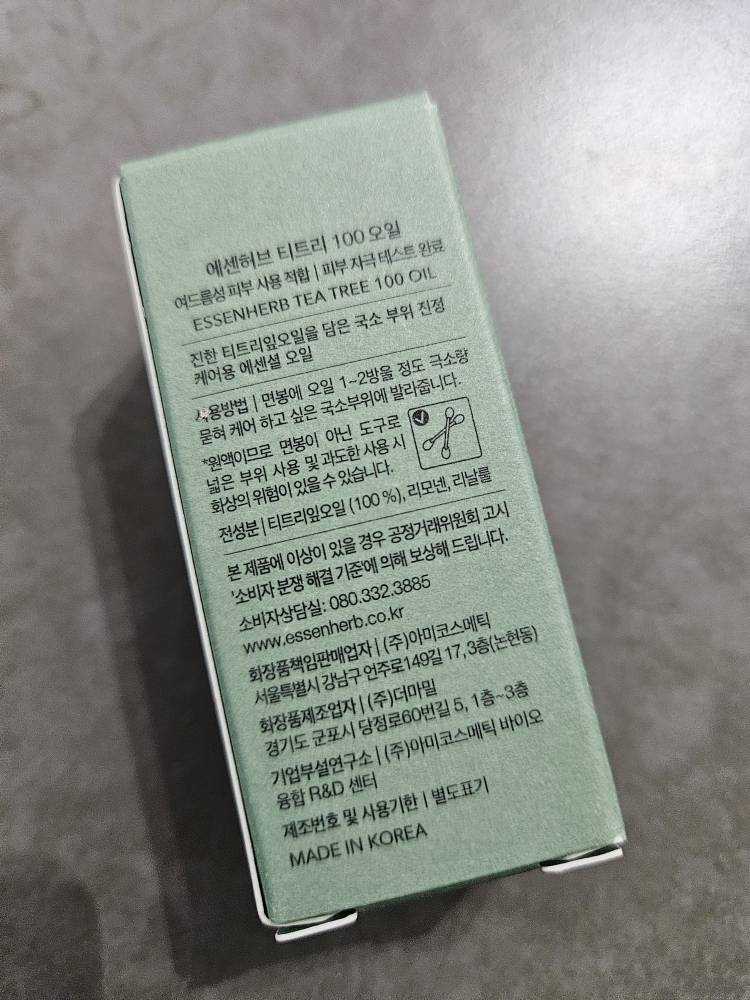 에센허브 티트리 100 오일
여드름성 피부 사용 적합 | 피부 자극 테스트 완료
ESSENHERB TEA TREE 100 OIL
진한 티트리잎오일을 담은 국소 부위 진정
케어용 에센셜 오일
사용방법 | 면봉에 오일 1~2방울 정도 극소량
묻혀 케어 하고 싶은 국소부위에 발라줍니다.
*원액이므로 면봉이 아닌 도구로
넓은 부위 사용 및 과도한 사용 시
화상의 위험이 있을 수 있습니다.
전성분 | 티트리잎오일 (100 %), 리모넨, 리날룰
본 제품에 이상이 있을 경우 공정거래위원회 고시
'소비자 분쟁 해결 기준'에 의해 보상해 드립니다.
소비자상담실: 080.332.3885
www.essenherb.co.kr
화장품책임판매업자 | (주)아미코스메틱
서울특별시 강남구 언주로149길 17, 3층(논현동)
화장품제조업자 | (주)더마밀
경기도 군포시 당정로60번길 5, 1층~3층
기업부설연구소 | (주)아미코스메틱 바이오
융합 R&D 센터
제조번호 및 사용기한 | 별도표기
MADE IN KOREA